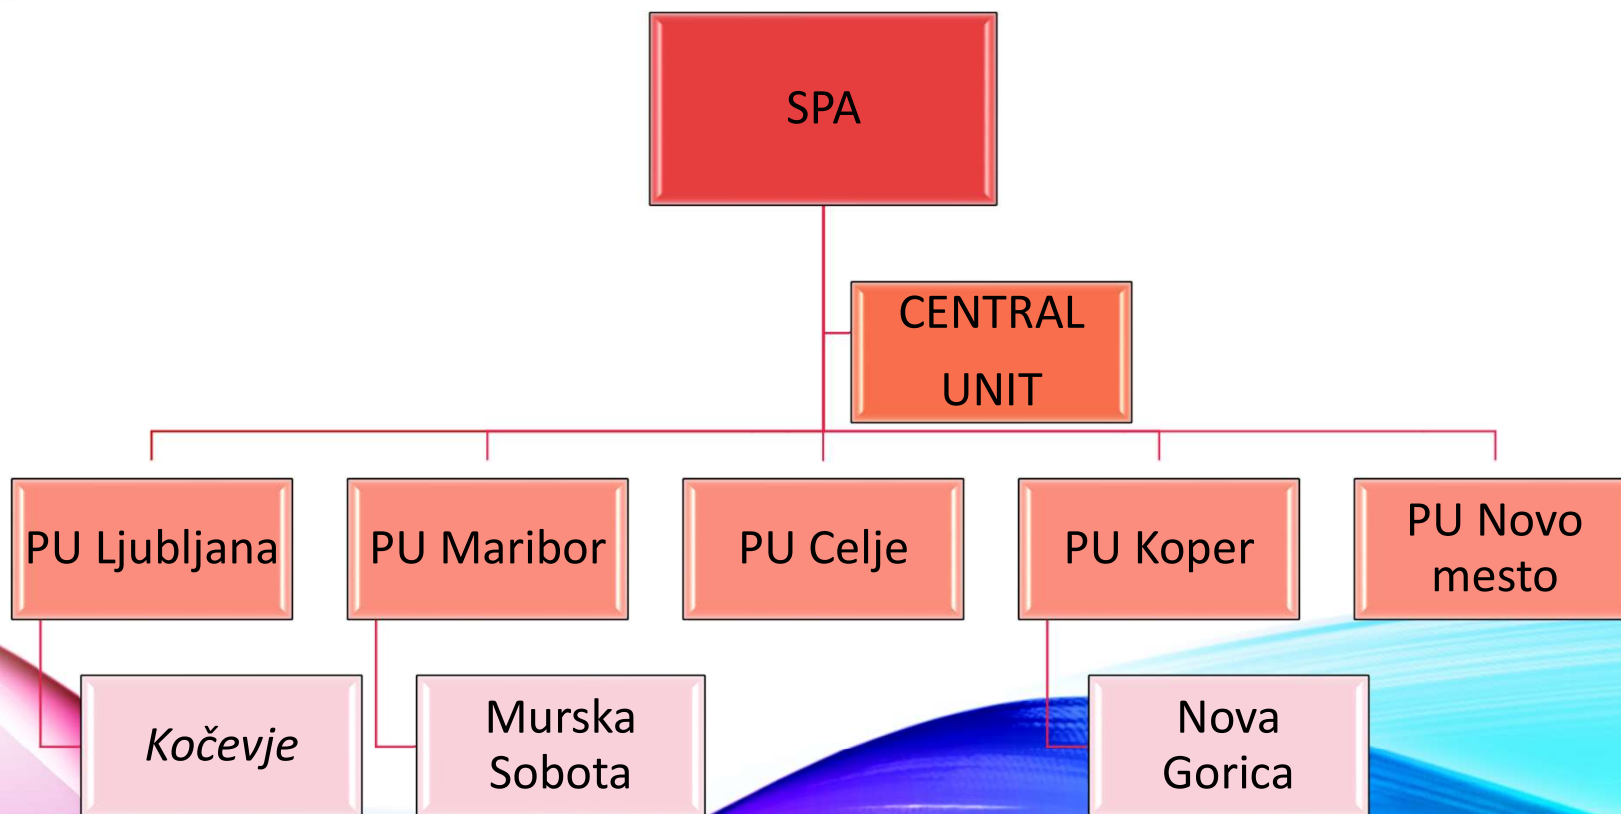 SPA
CENTRAL
UNIT
PU Ljubljana
PU Maribor
PU Celje
PU Koper
PU Novo
mesto
Kočevje
Murska
Sobota
Nova
Gorica